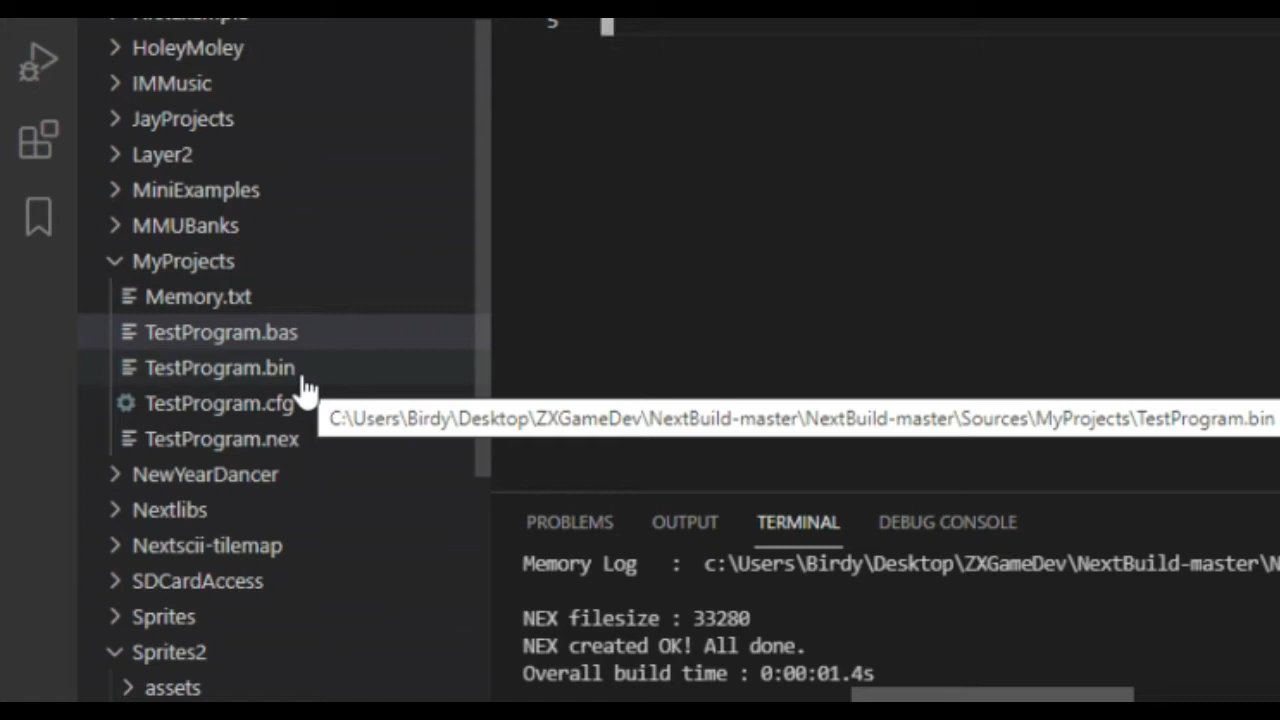 HoleyMoley
IMMusic
JayProjects
Layer2
MiniExamples
MMUBanks
MyProjects
Memory.txt
TestProgram.bas
TestProgram.bin
TestProgram.cfg
TestProgram.nex
NewYearDancer
Nextlibs
Nextscii-tilemap
SDCardAccess
Sprites
Sprites2
assets
5
C:\Users\Birdy\Desktop\ZXGameDev\NextBuild-master\NextBuild-master\Sources\MyProjects\TestProgram.bin
PROBLEMS OUTPUT TERMINAL DEBUG CONSOLE
Memory Log : c:\Users\Birdy\Desktop\ZXGameDev\NextBuild-master\N
NEX filesize : 33280
NEX created OK! All done.
Overall build time : 0:00:01.4s